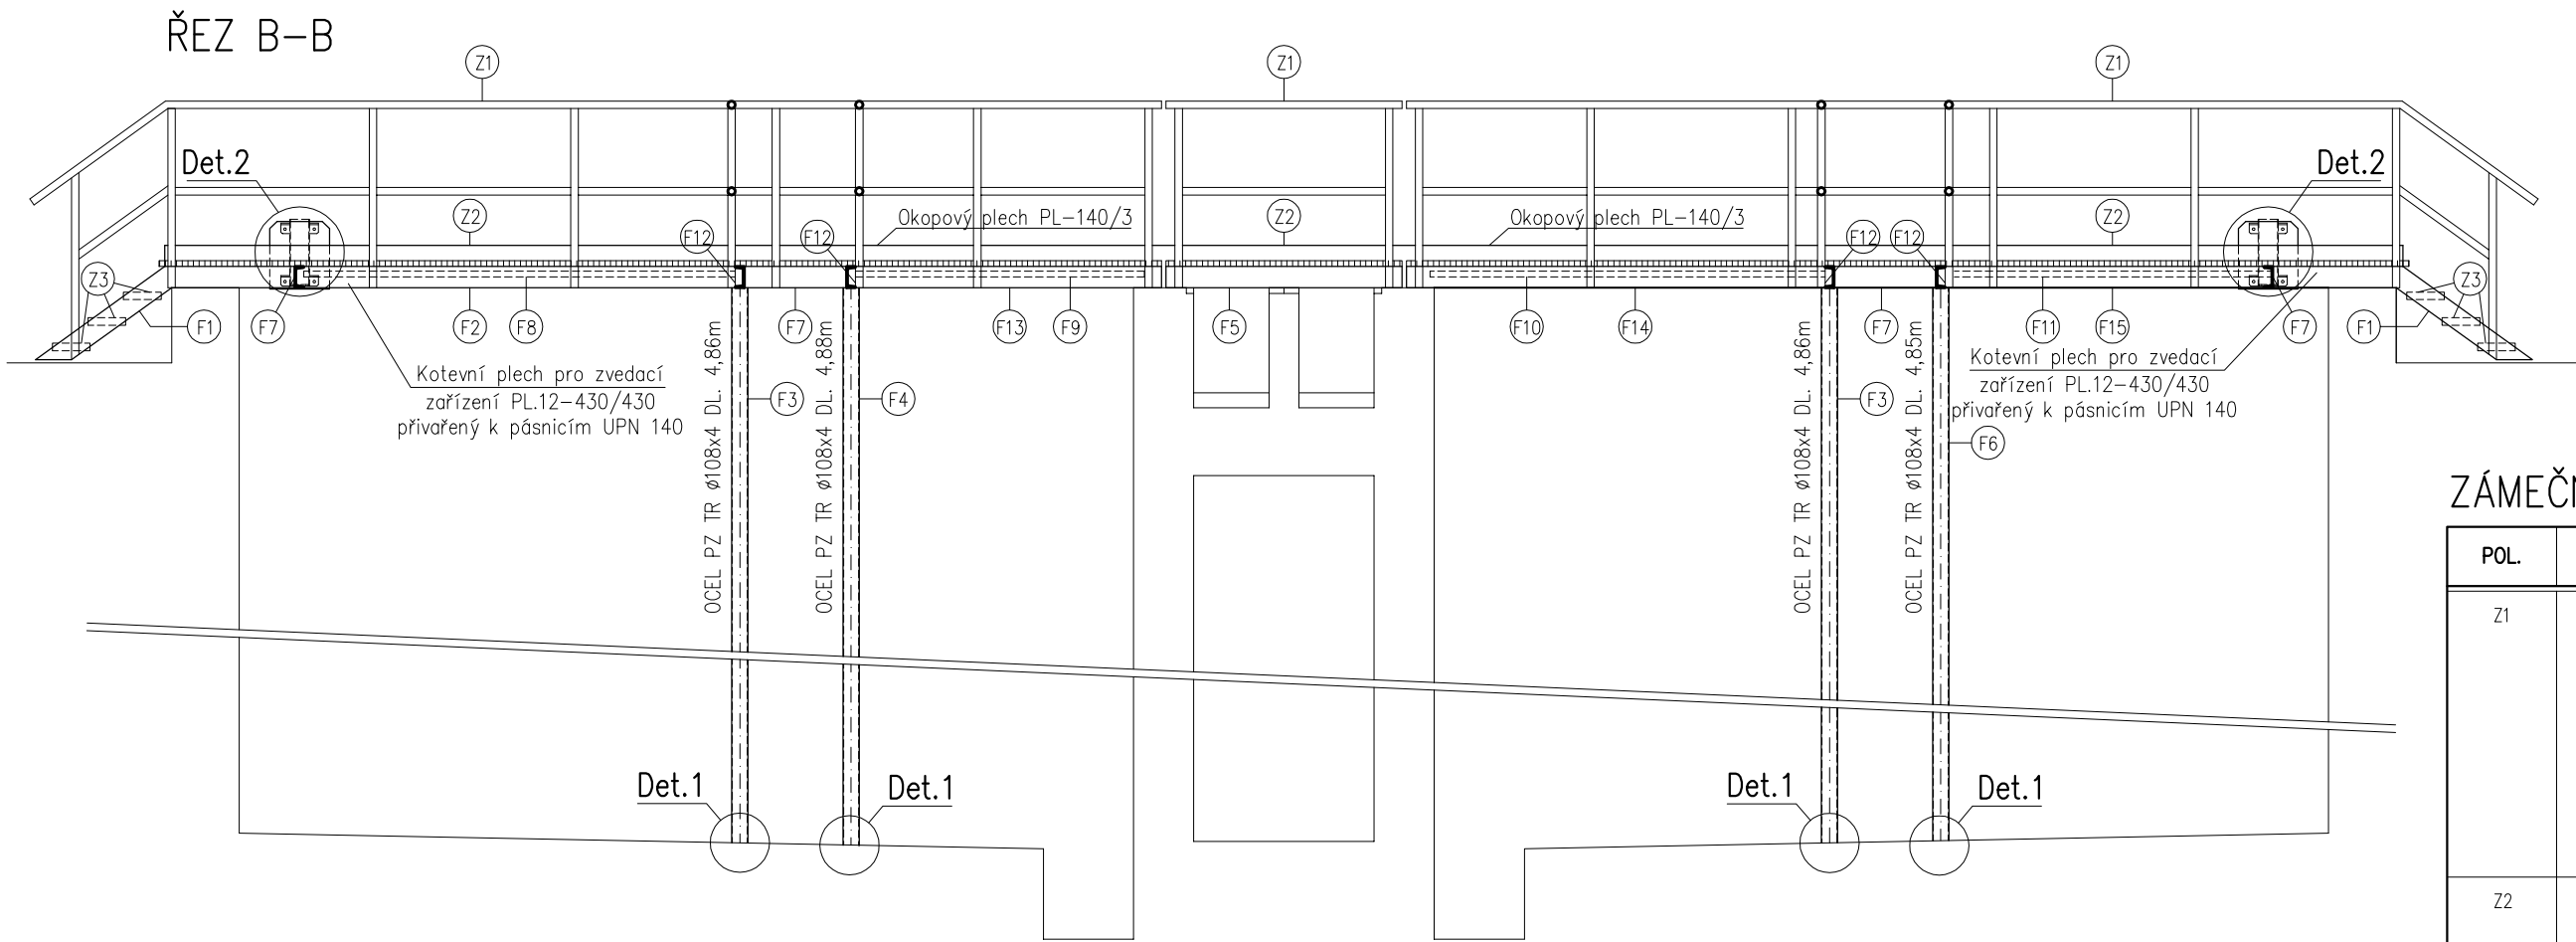 ŘEZ B-B
Z1
Z1
Z1
Det.2
Det.2
Z2
Okopový plech PL-140/3
Z2
Okopový plech PL-140/3
Z2
F12
F12
F12
F12
Z3
Z3
F1
F7
F2
F8
F7
F13
F9
F5
F10
F14
F7
F11
F15
F7
F1
Kotevní plech pro zvedací
zařízení PL.12-430/430
přivařený k pásnicím UPN 140
Kotevní plech pro zvedací
zařízení PL.12-430/430
přivařený k pásnicím UPN 140
OCEL PZ TR ø108x4 DL. 4,86m
F3
OCEL PZ TR ø108x4 DL. 4,88m
F4
OCEL PZ TR ø108x4 DL. 4,86m
F3
OCEL PZ TR ø108x4 DL. 4,85m
F6
Det.1
Det.1
Det.1
Det.1
ZÁMEČN
POL.
Z1
Z2